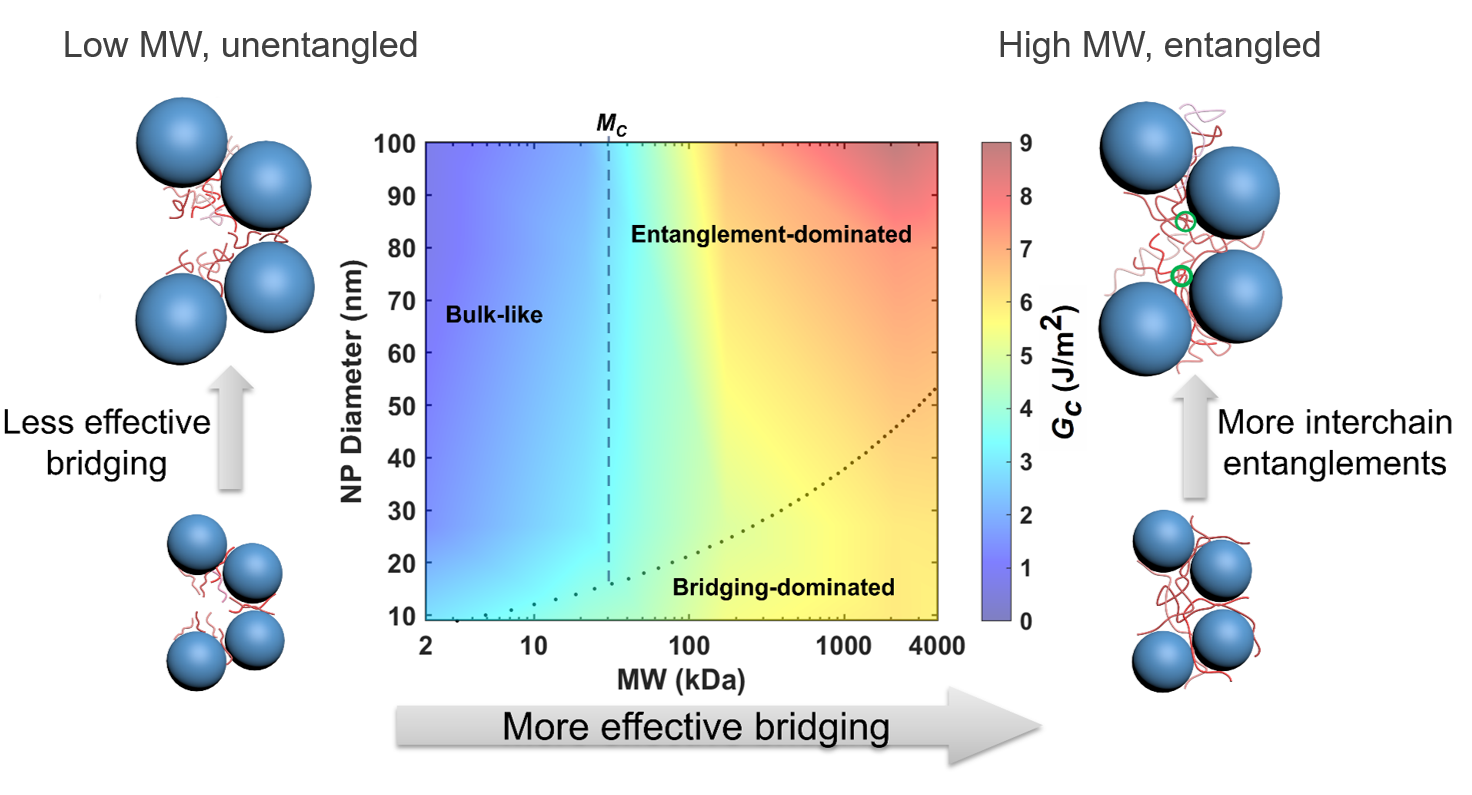 Low MW, unentangled
High MW, entangled
M_C
100
90
80
70
60
50
40
30
20
10
NP Diameter (nm)
Entanglement-dominated
Bulk-like
Bridging-dominated
2
10
100
1000
4000
MW (kDa)
9
8
7
6
5
4
3
2
1
0
G_C (J/m²)
Less effective
bridging
More interchain
entanglements
More effective bridging